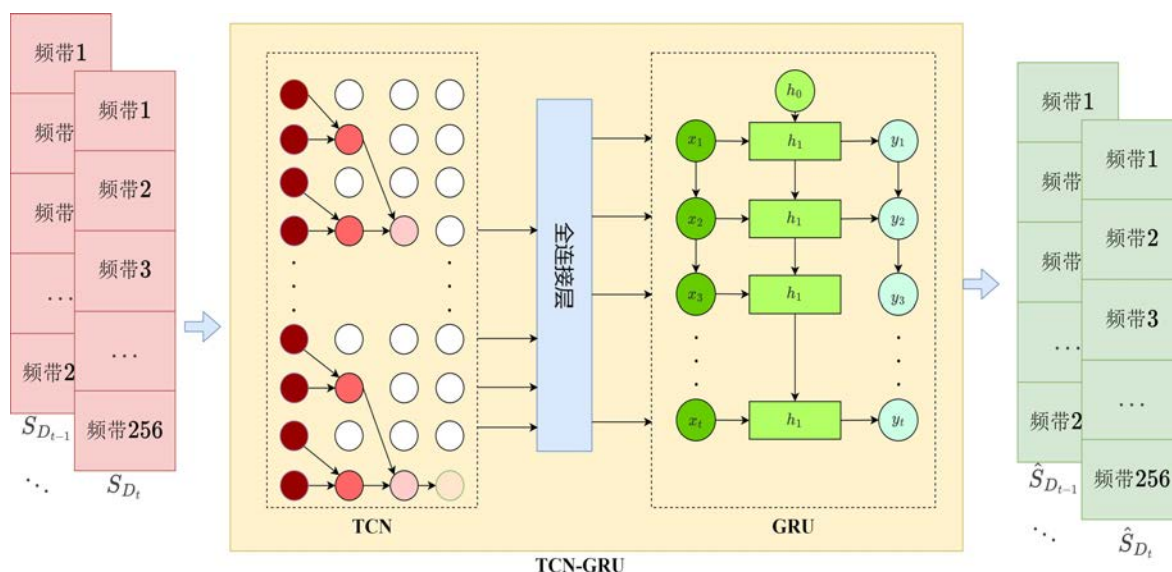 频带1
频带
频带
...
频带2
S_{D_{t-1}}
...
频带1
频带2
频带3
...
频带256
S_{D_t}
TCN
全连接层
h_0
x_1
h_1
y_1
x_2
h_1
y_2
x_3
h_1
y_3
x_t
h_1
y_t
GRU
TCN-GRU
频带1
频带
频带
...
频带2
Ŝ_{D_{t-1}}
...
频带1
频带2
频带3
...
频带256
Ŝ_{D_t}